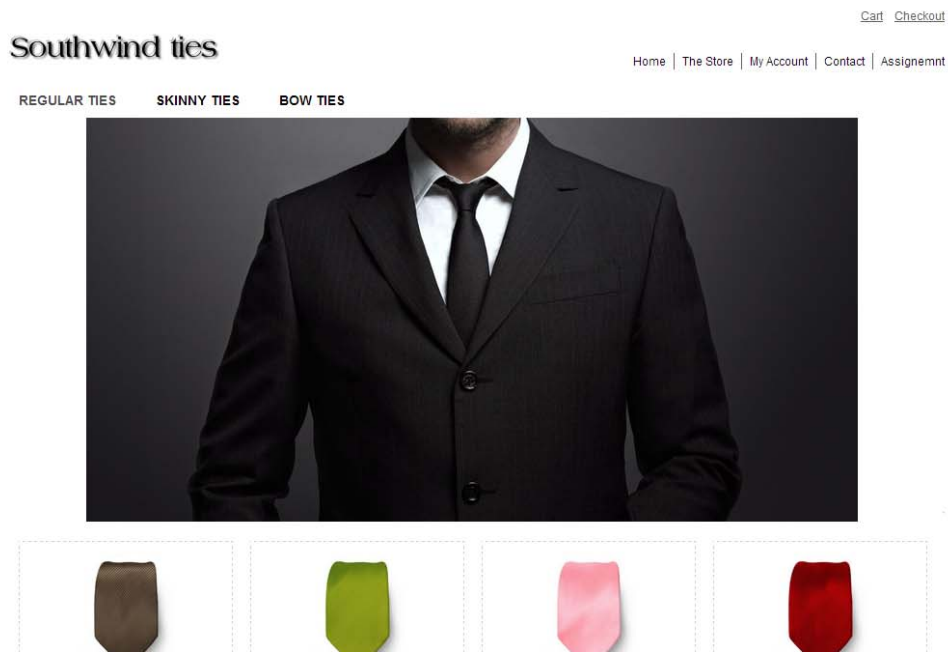 Cart Checkout
Southwind ties
Home | The Store | My Account | Contact | Assignemnt
REGULAR TIES SKINNY TIES BOW TIES